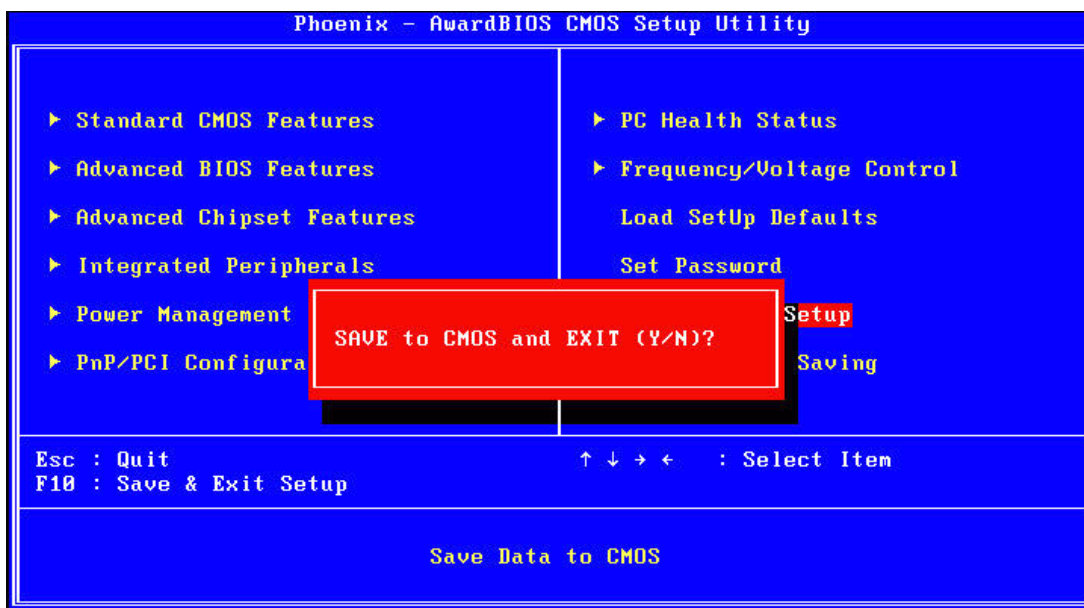 Phoenix - AwardBIOS CMOS Setup Utility
▶ Standard CMOS Features
▶ Advanced BIOS Features
▶ Advanced Chipset Features
▶ Integrated Peripherals
▶ Power Management
▶ PnP/PCI Configura
▶ PC Health Status
▶ Frequency/Voltage Control
Load SetUp Defaults
Set Password
Setup
Saving
SAVE to CMOS and EXIT (Y/N)?
Esc : Quit
F10 : Save & Exit Setup
↑ ↓ → ← : Select Item
Save Data to CMOS